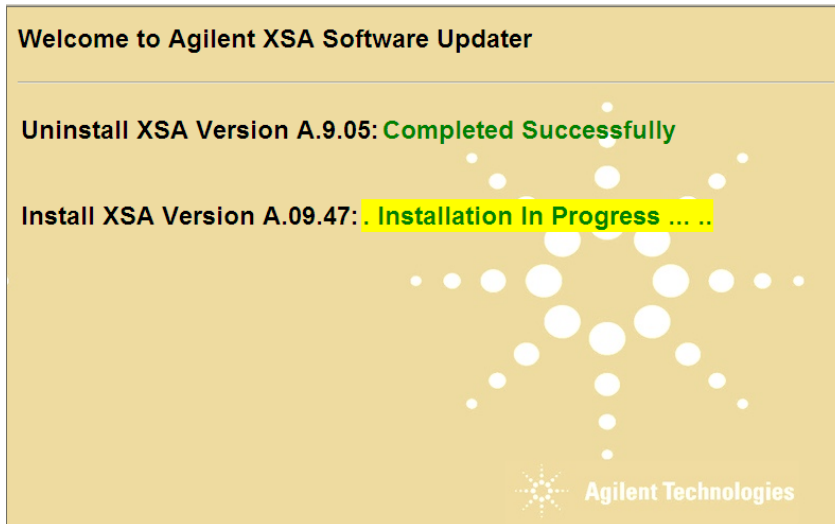 Welcome to Agilent XSA Software Updater
Uninstall XSA Version A.9.05: Completed Successfully
Install XSA Version A.09.47: . Installation In Progress ... ..
Agilent Technologies